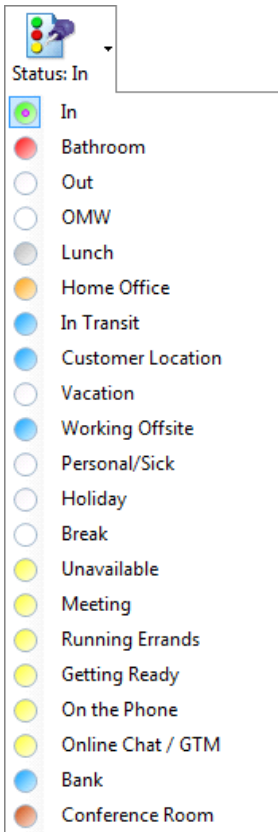 Status: In
In
Bathroom
Out
OMW
Lunch
Home Office
In Transit
Customer Location
Vacation
Working Offsite
Personal/Sick
Holiday
Break
Unavailable
Meeting
Running Errands
Getting Ready
On the Phone
Online Chat / GTM
Bank
Conference Room